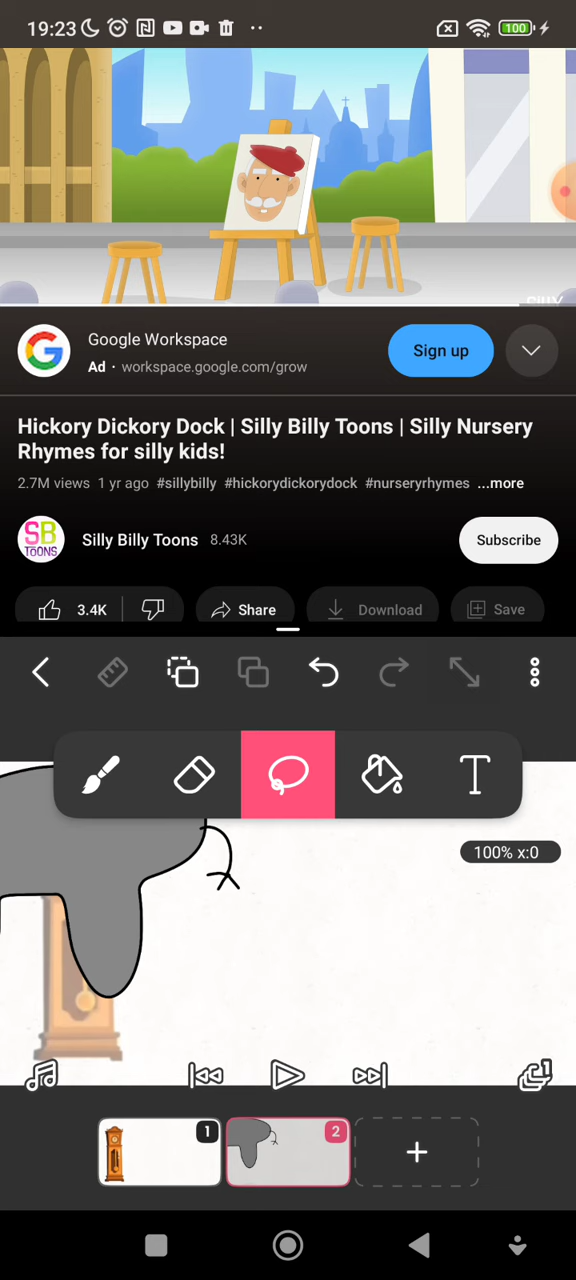 19:23
100
SiLLY
Google Workspace
Ad · workspace.google.com/grow
Sign up
Hickory Dickory Dock | Silly Billy Toons | Silly Nursery
Rhymes for silly kids!
2.7M views 1 yr ago #sillybilly #hickorydickorydock #nurseryrhymes ...more
SB
TOONS
Silly Billy Toons 8.43K
Subscribe
3.4K
Share
Download
Save
T
100% x:0
1
1
2
+